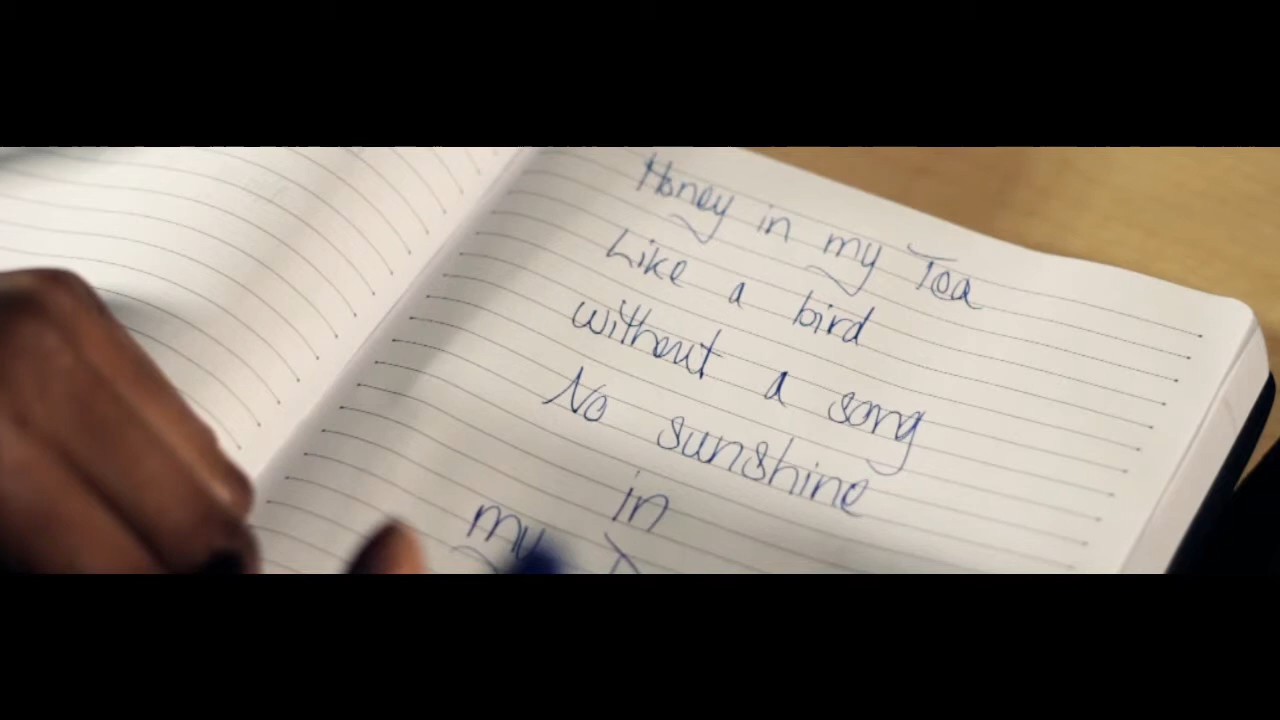 Honey in my Tea
Like a bird
without a song
No sunshine
in
my